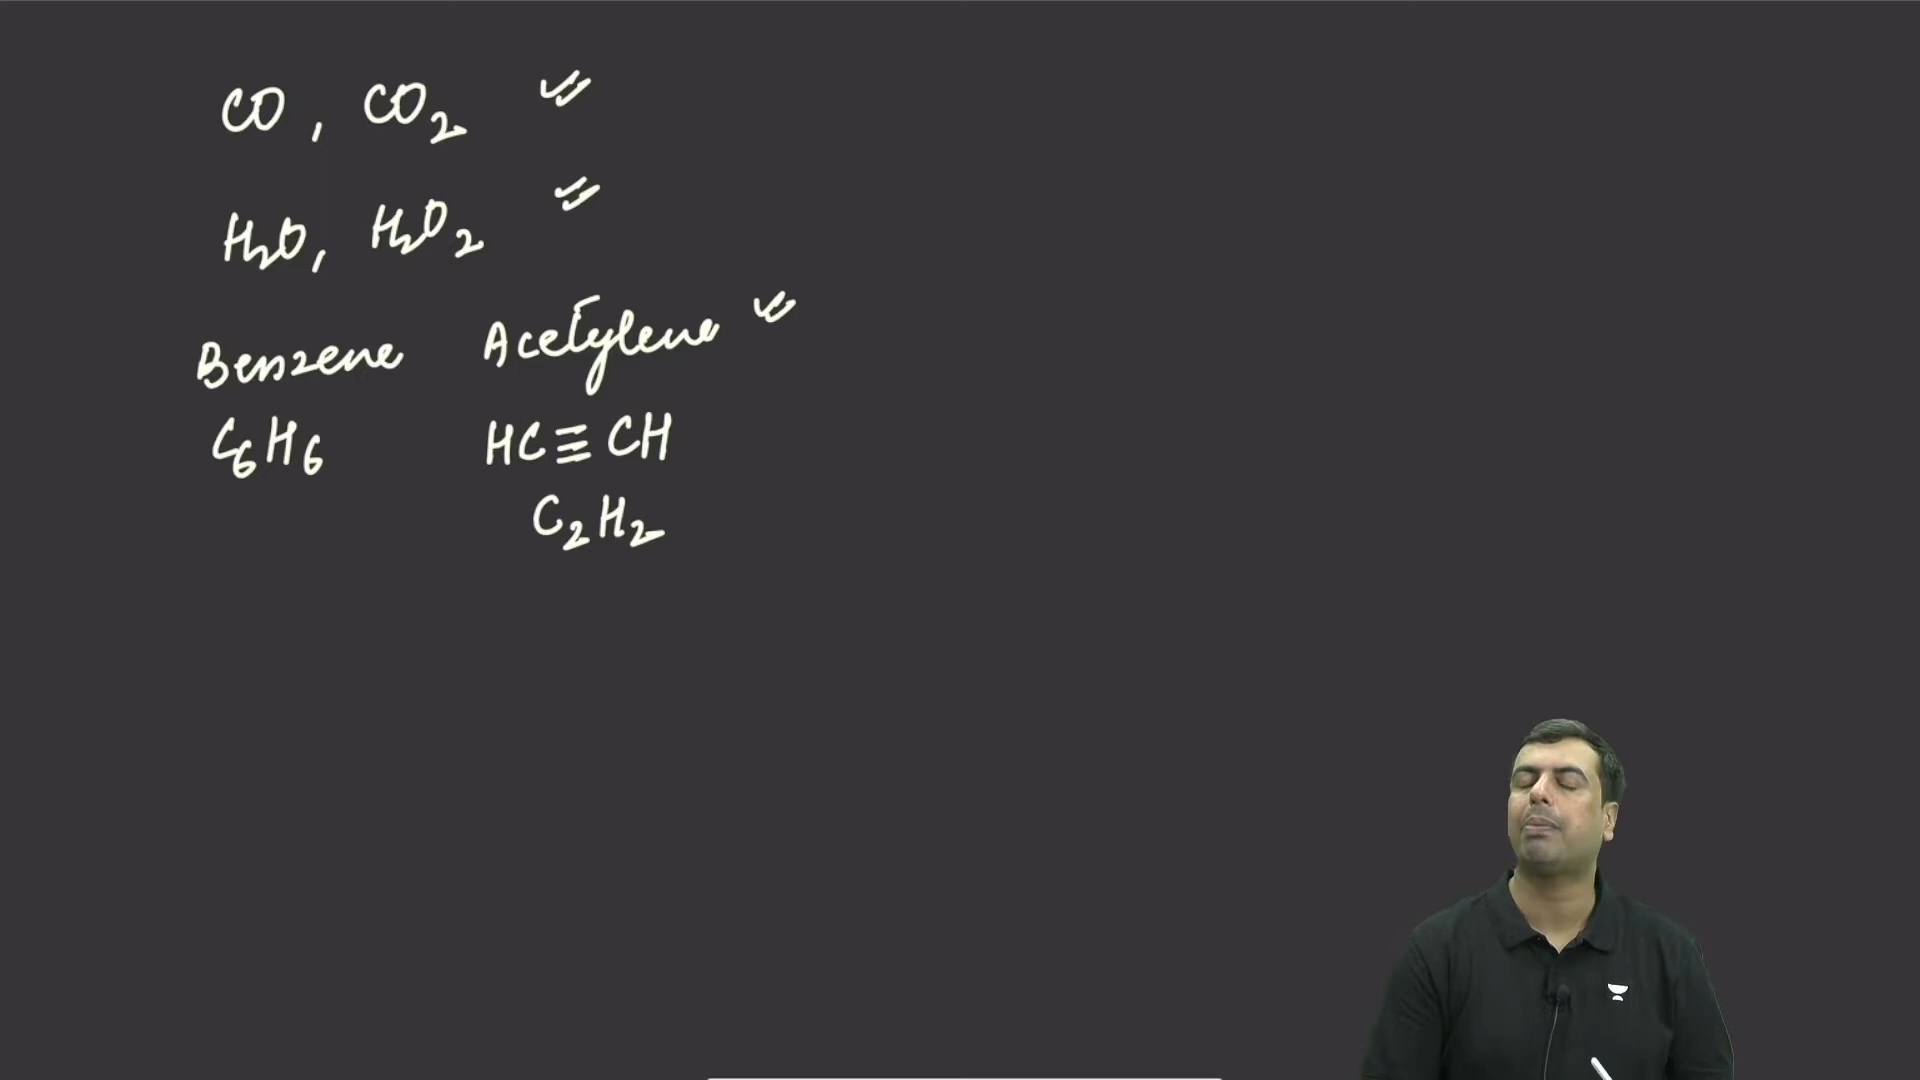 CO, CO₂
H₂O, H₂O₂
Benzene Acetylene
C₆H₆ HC≡CH
C₂H₂